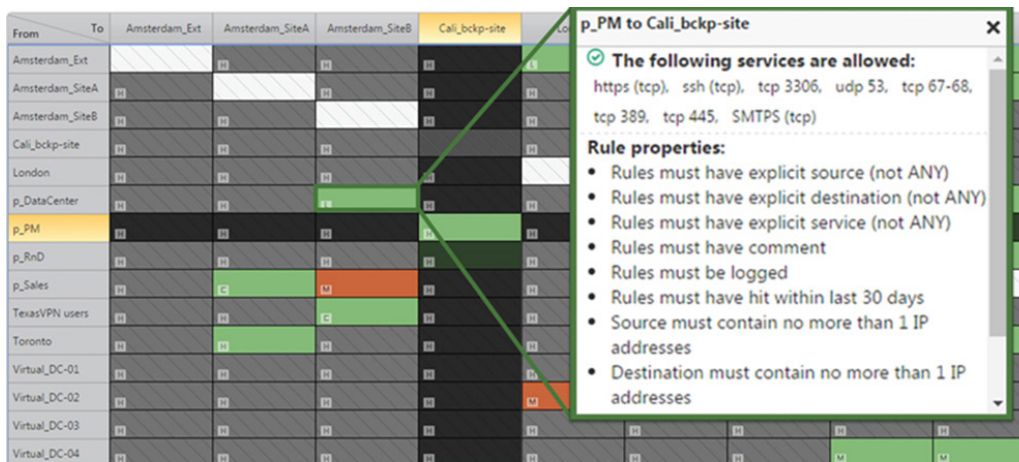 From To Amsterdam_Ext Amsterdam_SiteA Amsterdam_SiteB Cali_bckp-site
Amsterdam_Ext H H H
Amsterdam_SiteA H H H
Amsterdam_SiteB H H H
Cali_bckp-site H H H
London H H H H
p_DataCenter H H H
p_PM H H H H
p_RnD H H H H
p_Sales H C M H
TexasVPN users H H C H
Toronto H H H
Virtual_DC-01 H H H H
Virtual_DC-02 H H H H M
Virtual_DC-03 H H H H H H H H H
Virtual_DC-04 H H H H H H H M M
p_PM to Cali_bckp-site ×
The following services are allowed:
https (tcp), ssh (tcp), tcp 3306, udp 53, tcp 67-68,
tcp 389, tcp 445, SMTPS (tcp)
Rule properties:
• Rules must have explicit source (not ANY)
• Rules must have explicit destination (not ANY)
• Rules must have explicit service (not ANY)
• Rules must have comment
• Rules must be logged
• Rules must have hit within last 30 days
• Source must contain no more than 1 IP
addresses
• Destination must contain no more than 1 IP
addresses